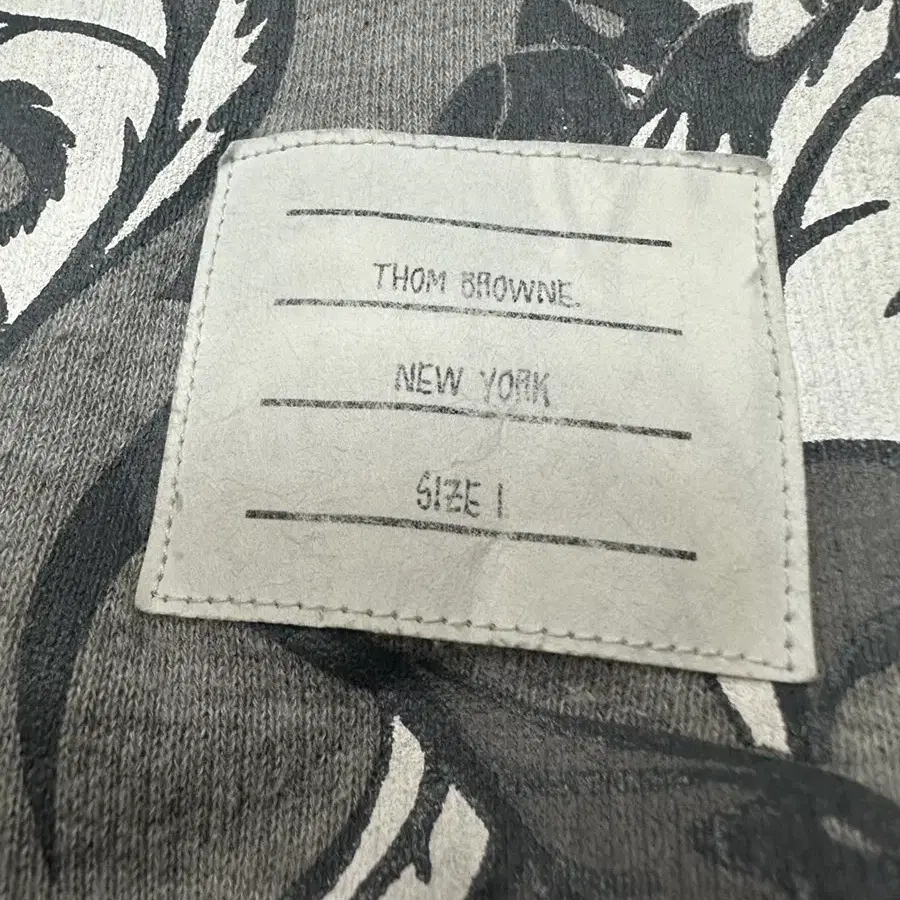 THOM BROWNE.
NEW YORK
SIZE 1